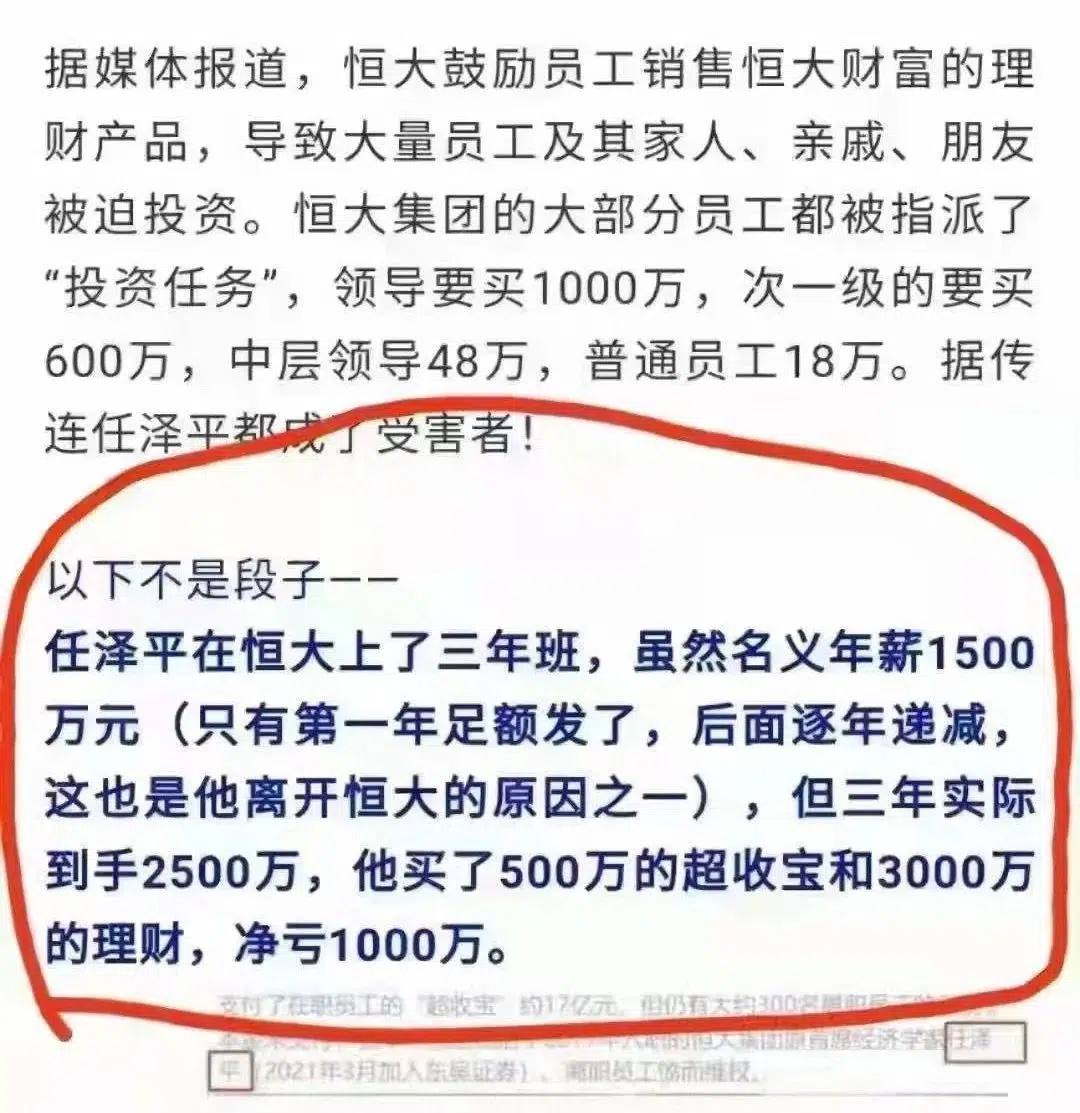 据媒体报道，恒大鼓励员工销售恒大财富的理
财产品，导致大量员工及其家人、亲戚、朋友
被迫投资。恒大集团的大部分员工都被指派了
“投资任务”，领导要买1000万，次一级的要买
600万，中层领导48万，普通员工18万。据传
连任泽平都成了受害者！
以下不是段子——
任泽平在恒大上了三年班，虽然名义年薪1500
万元（只有第一年足额发了，后面逐年递减，
这也是他离开恒大的原因之一），但三年实际
到手2500万，他买了500万的超收宝和3000万
的理财，净亏1000万。
支付了在职员工的“超收宝”约17亿元，但仍有大约300名离职员工
的恒大集团原首席经济学家任泽
平（2021年3月加入东吴证券）、离职员工